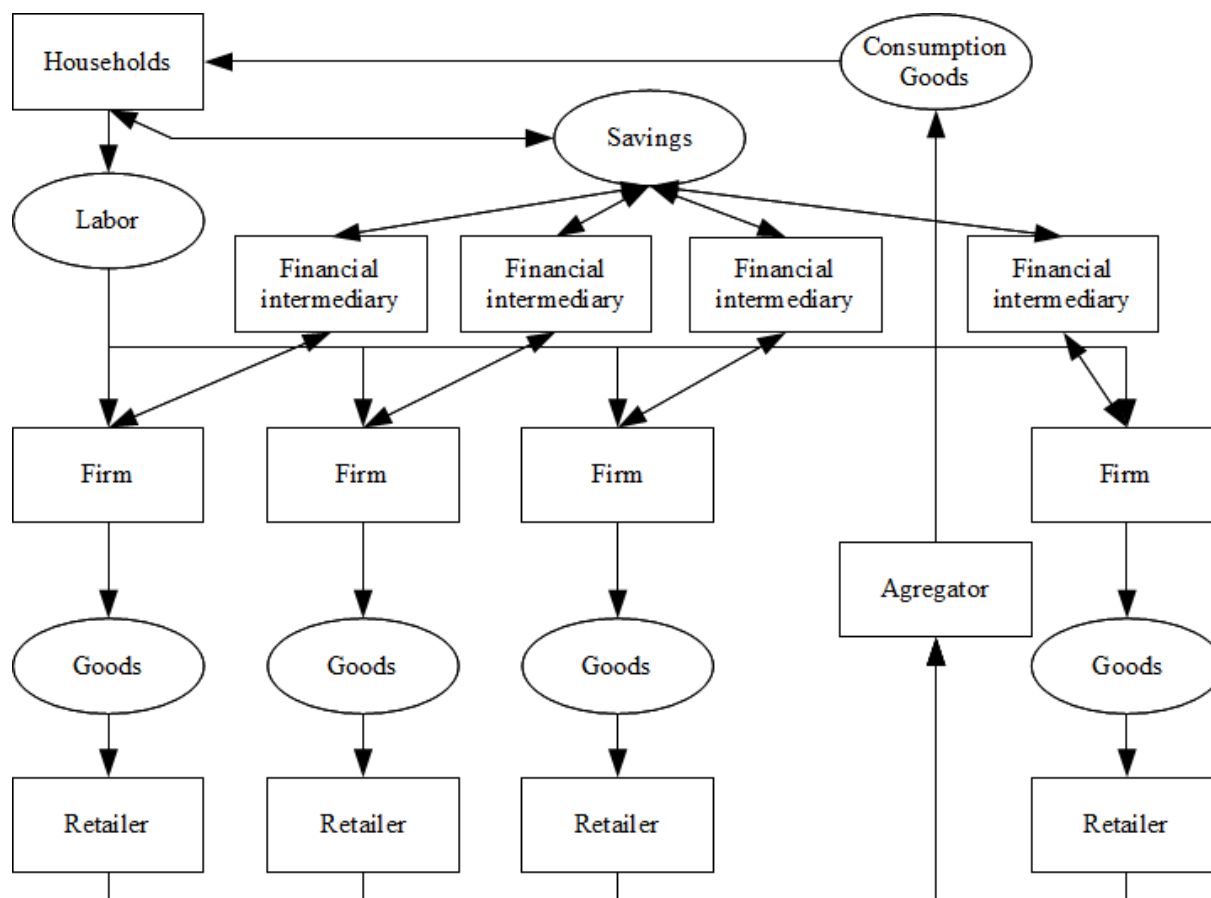 Households
Consumption
Goods
Savings
Labor
Financial
intermediary
Financial
intermediary
Financial
intermediary
Financial
intermediary
Firm
Firm
Firm
Firm
Agregator
Goods
Goods
Goods
Goods
Retailer
Retailer
Retailer
Retailer